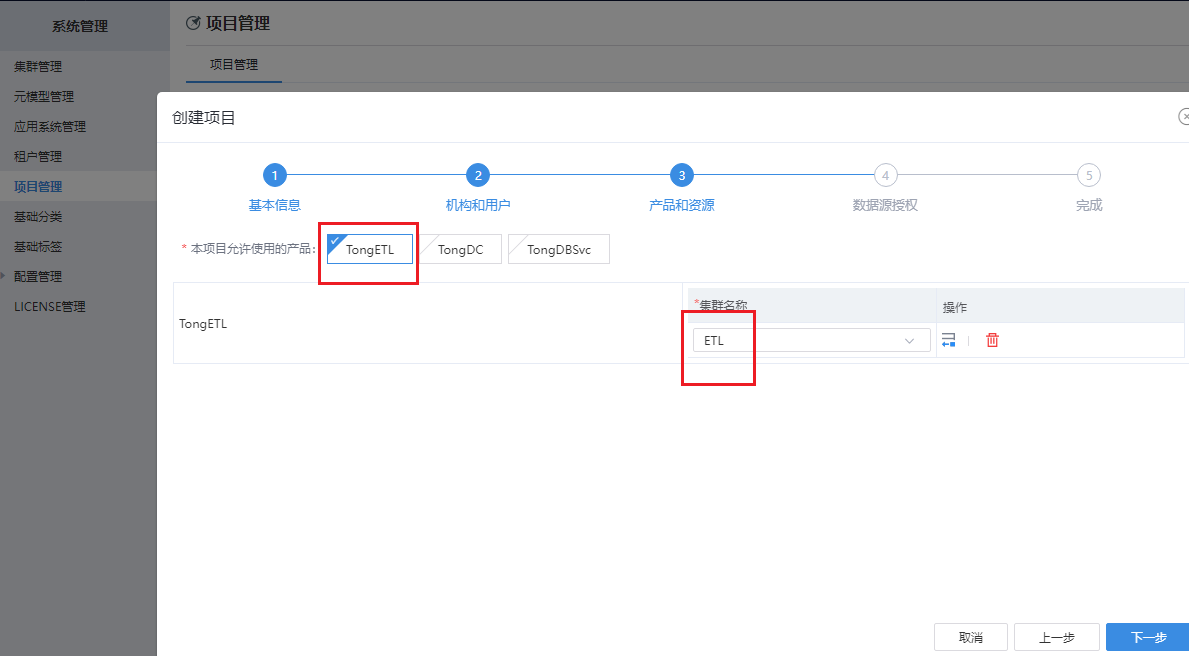 系统管理
集群管理
元模型管理
应用系统管理
租户管理
项目管理
基础分类
基础标签
配置管理
LICENSE管理
项目管理
项目管理
创建项目
1 2 3 4 5
基本信息 机构和用户 产品和资源 数据源授权 完成
* 本项目允许使用的产品: TongETL TongDC TongDBSvc
*集群名称 操作
TongETL
ETL
取消 上一步 下一步